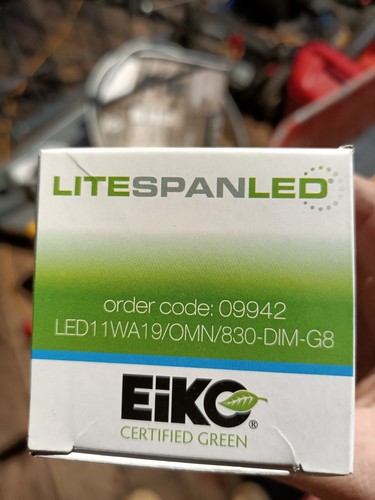 LITESPANLED
order code: 09942
LED11WA19/OMN/830-DIM-G8
EiKO®
CERTIFIED GREEN